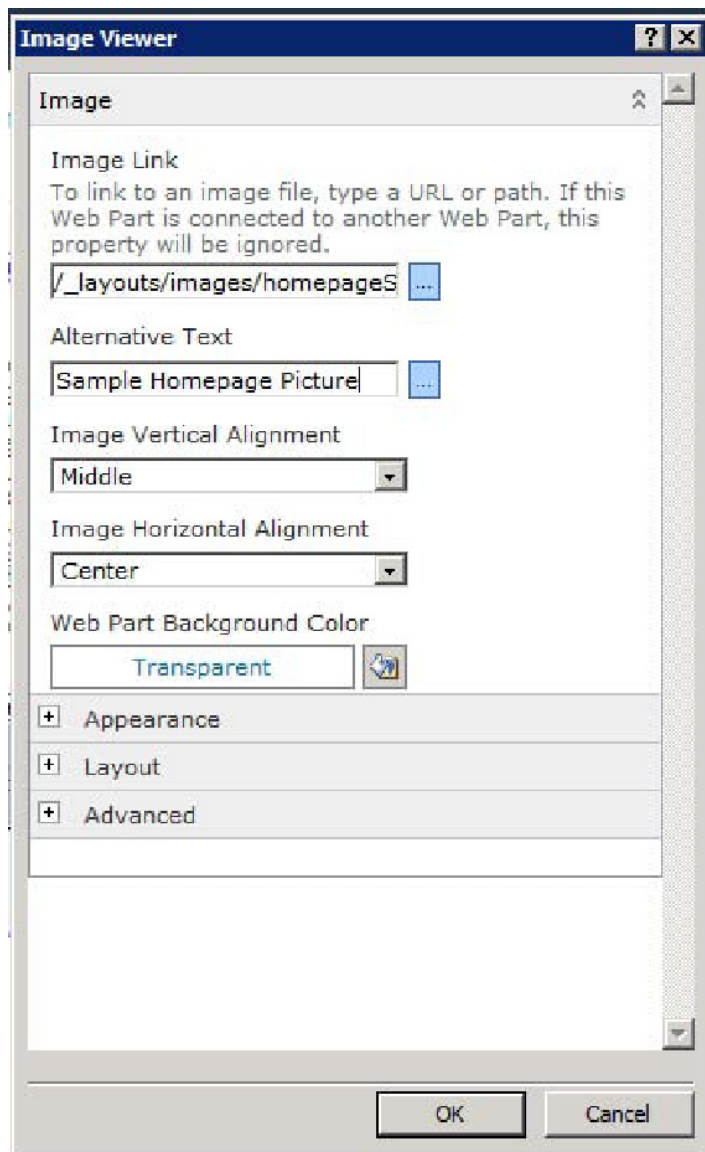 Image Viewer
Image
Image Link
To link to an image file, type a URL or path. If this
Web Part is connected to another Web Part, this
property will be ignored.
/_layouts/images/homepageS ...
Alternative Text
Sample Homepage Picture ...
Image Vertical Alignment
Middle
Image Horizontal Alignment
Center
Web Part Background Color
Transparent
Appearance
Layout
Advanced
OK Cancel